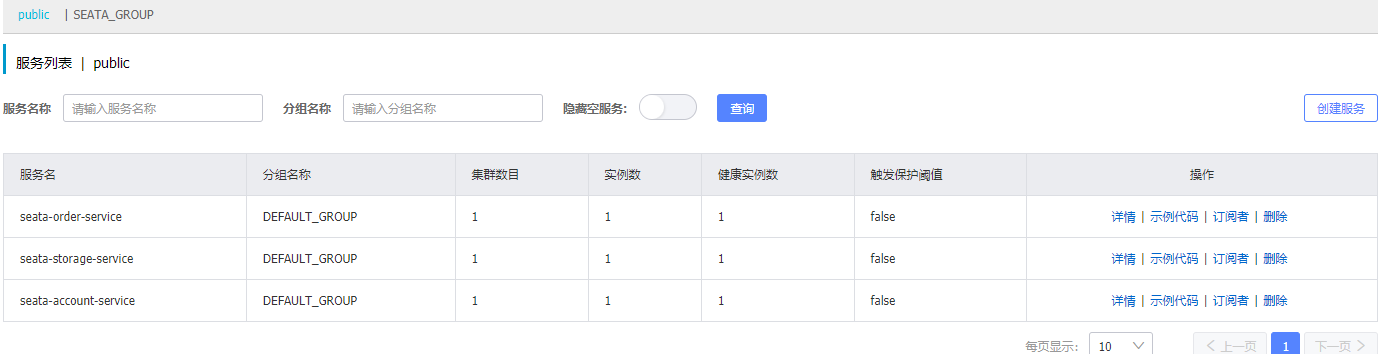 public | SEATA_GROUP
服务列表 | public
服务名称 请输入服务名称 分组名称 请输入分组名称 隐藏空服务: 查询 创建服务
服务名 分组名称 集群数目 实例数 健康实例数 触发保护阈值 操作
seata-order-service DEFAULT_GROUP 1 1 1 false 详情 | 示例代码 | 订阅者 | 删除
seata-storage-service DEFAULT_GROUP 1 1 1 false 详情 | 示例代码 | 订阅者 | 删除
seata-account-service DEFAULT_GROUP 1 1 1 false 详情 | 示例代码 | 订阅者 | 删除
每页显示: 10 上一页 1 下一页